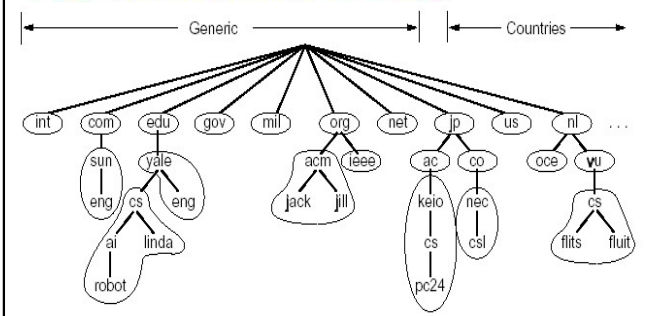 Generic Countries
int com edu gov mil org net jp us nl ...
sun yale acm ieee ac co oce vu
eng cs eng jack jill keio nec cs
ai linda cs csl flits fluit
robot pc24